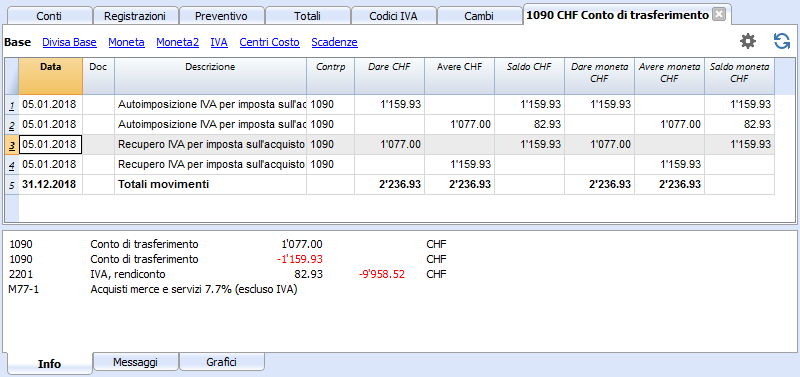 Conti Registrazioni Preventivo Totali Codici IVA Cambi 1090 CHF Conto di trasferimento
Base Divisa Base Moneta Moneta2 IVA Centri Costo Scadenze
Data Doc Descrizione Contrp Dare CHF Avere CHF Saldo CHF Dare moneta CHF Avere moneta CHF Saldo moneta CHF
1 05.01.2018 Autoimposizione IVA per imposta sull'ac 1090 1'159.93 1'159.93 1'159.93 1'159.93
2 05.01.2018 Autoimposizione IVA per imposta sull'ac 1090 1'077.00 82.93 1'077.00 82.93
3 05.01.2018 Recupero IVA per imposta sull'acquisto 1090 1'077.00 1'159.93 1'077.00 1'159.93
4 05.01.2018 Recupero IVA per imposta sull'acquisto 1090 1'159.93 1'159.93
5 31.12.2018 Totali movimenti 2'236.93 2'236.93 2'236.93 2'236.93
1090 Conto di trasferimento 1'077.00 CHF
1090 Conto di trasferimento -1'159.93 CHF
2201 IVA, rendiconto 82.93 -9'958.52 CHF
M77-1 Acquisti merce e servizi 7.7% (escluso IVA)
Info Messaggi Grafici